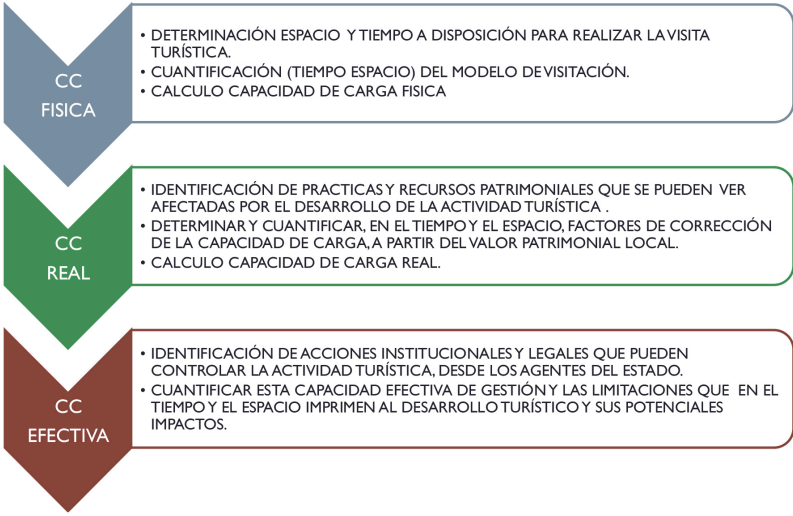 CC
FISICA
• DETERMINACIÓN ESPACIO Y TIEMPO A DISPOSICIÓN PARA REALIZAR LA VISITA
TURÍSTICA.
• CUANTIFICACIÓN (TIEMPO ESPACIO) DEL MODELO DE VISITACIÓN.
• CALCULO CAPACIDAD DE CARGA FISICA
CC
REAL
• IDENTIFICACIÓN DE PRACTICAS Y RECURSOS PATRIMONIALES QUE SE PUEDEN VER
AFECTADAS POR EL DESARROLLO DE LA ACTIVIDAD TURÍSTICA .
• DETERMINAR Y CUANTIFICAR, EN EL TIEMPO Y EL ESPACIO, FACTORES DE CORRECCIÓN
DE LA CAPACIDAD DE CARGA, A PARTIR DEL VALOR PATRIMONIAL LOCAL.
• CALCULO CAPACIDAD DE CARGA REAL.
CC
EFECTIVA
• IDENTIFICACIÓN DE ACCIONES INSTITUCIONALES Y LEGALES QUE PUEDEN
CONTROLAR LA ACTIVIDAD TURÍSTICA, DESDE LOS AGENTES DEL ESTADO.
• CUANTIFICAR ESTA CAPACIDAD EFECTIVA DE GESTIÓN Y LAS LIMITACIONES QUE EN EL
TIEMPO Y EL ESPACIO IMPRIMEN AL DESARROLLO TURÍSTICO Y SUS POTENCIALES
IMPACTOS.